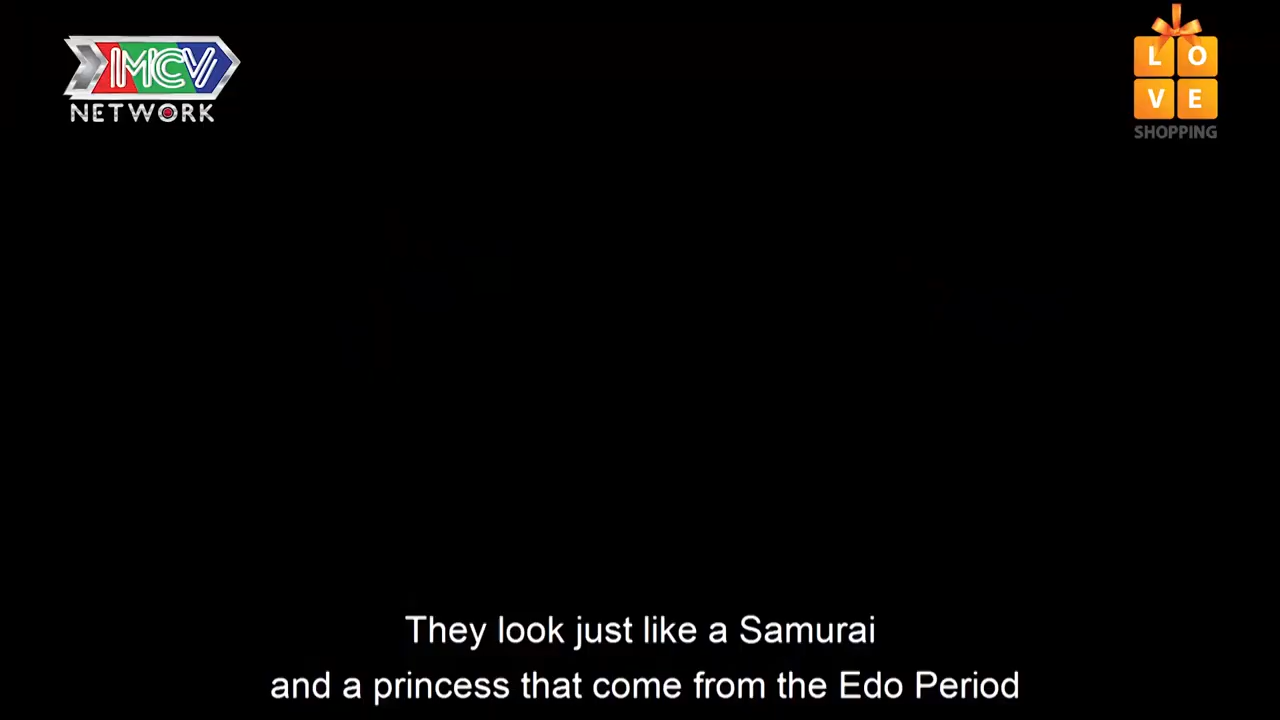 MCV
NETWORK
L O
V E
SHOPPING
They look just like a Samurai
and a princess that come from the Edo Period